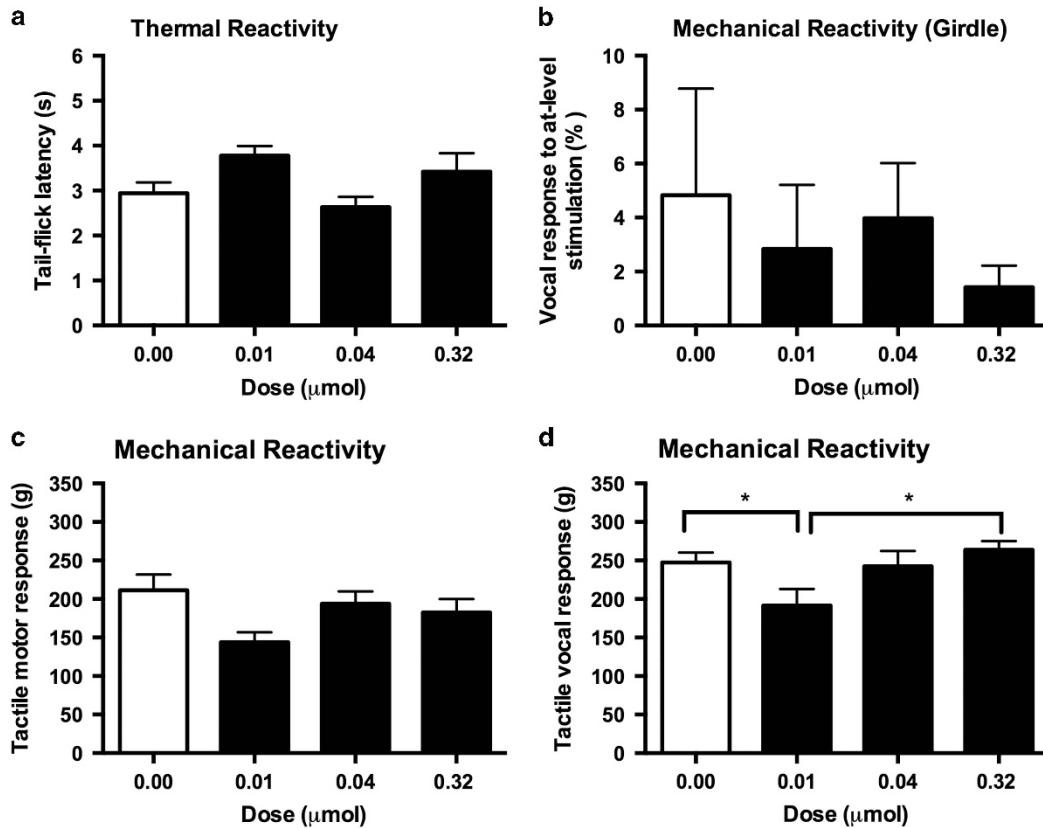 a
Thermal Reactivity
Tail-flick latency (s)
6
5
4
3
2
1
0
0.00 0.01 0.04 0.32
Dose (μmol)
b
Mechanical Reactivity (Girdle)
Vocal response to at-level
stimulation (%)
10
8
6
4
2
0
0.00 0.01 0.04 0.32
Dose (μmol)
c
Mechanical Reactivity
Tactile motor response (g)
350
300
250
200
150
100
50
0
0.00 0.01 0.04 0.32
Dose (μmol)
d
Mechanical Reactivity
Tactile vocal response (g)
350
300
250
200
150
100
50
0
* *
0.00 0.01 0.04 0.32
Dose (μmol)